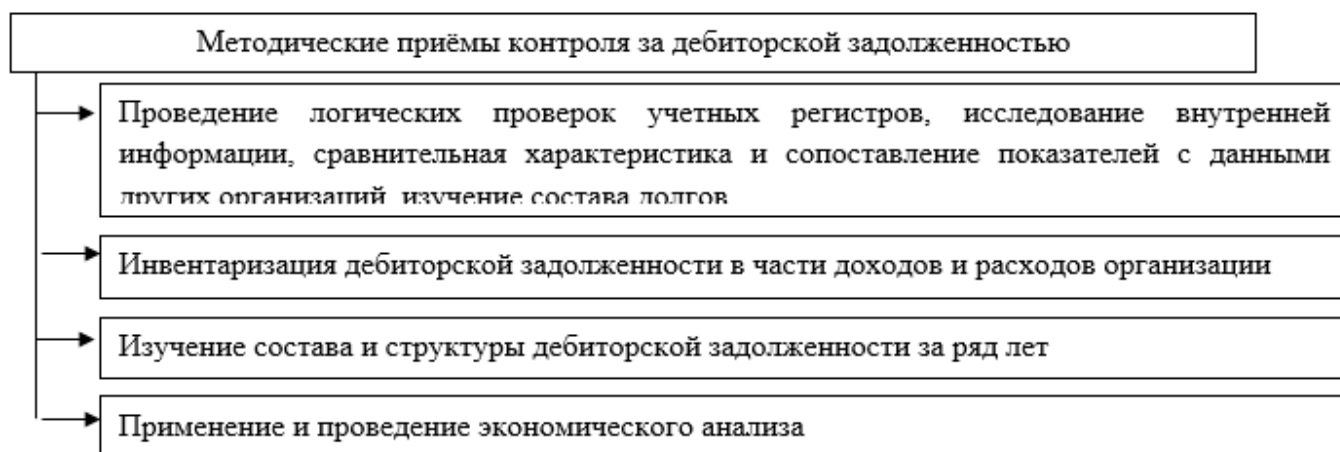 Методические приёмы контроля за дебиторской задолженностью
Проведение логических проверок учетных регистров, исследование внутренней
информации, сравнительная характеристика и сопоставление показателей с данными
других организаций, изучение состава долгов
Инвентаризация дебиторской задолженности в части доходов и расходов организации
Изучение состава и структуры дебиторской задолженности за ряд лет
Применение и проведение экономического анализа